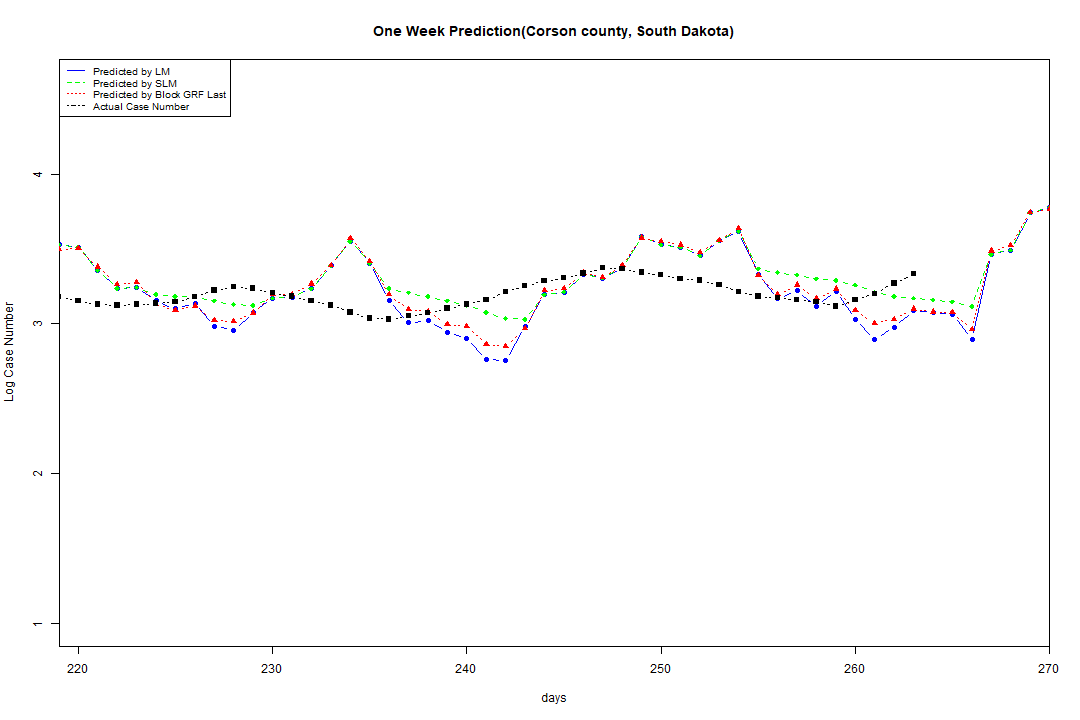 One Week Prediction(Corson county, South Dakota)
Predicted by LM
Predicted by SLM
Predicted by Block GRF Last
Actual Case Number
4
3
2
1
Log Case Number
220 230 240 250 260 270
days